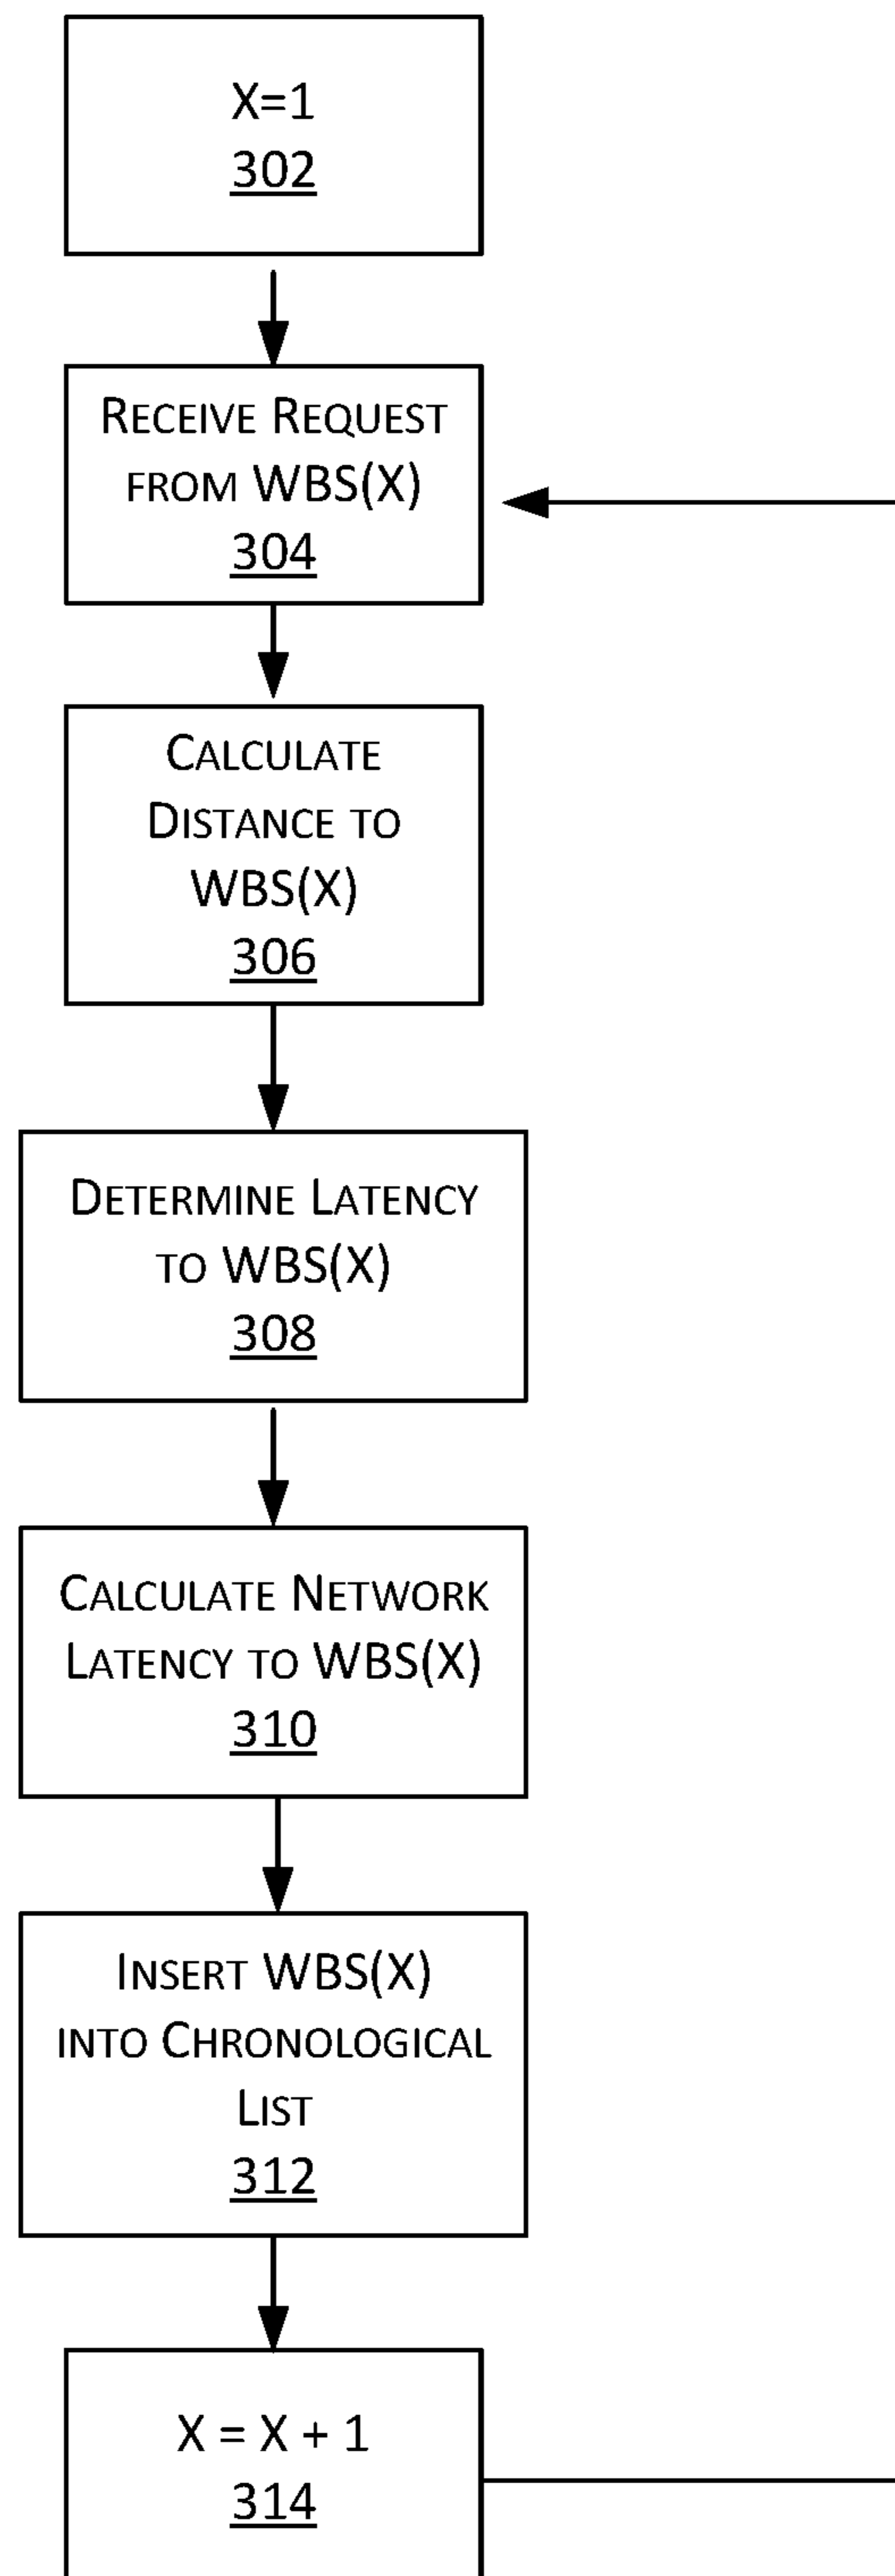 X=1
302
RECEIVE REQUEST
FROM WBS(X)
304
CALCULATE
DISTANCE TO
WBS(X)
306
DETERMINE LATENCY
TO WBS(X)
308
CALCULATE NETWORK
LATENCY TO WBS(X)
310
INSERT WBS(X)
INTO CHRONOLOGICAL
LIST
312
X = X + 1
314